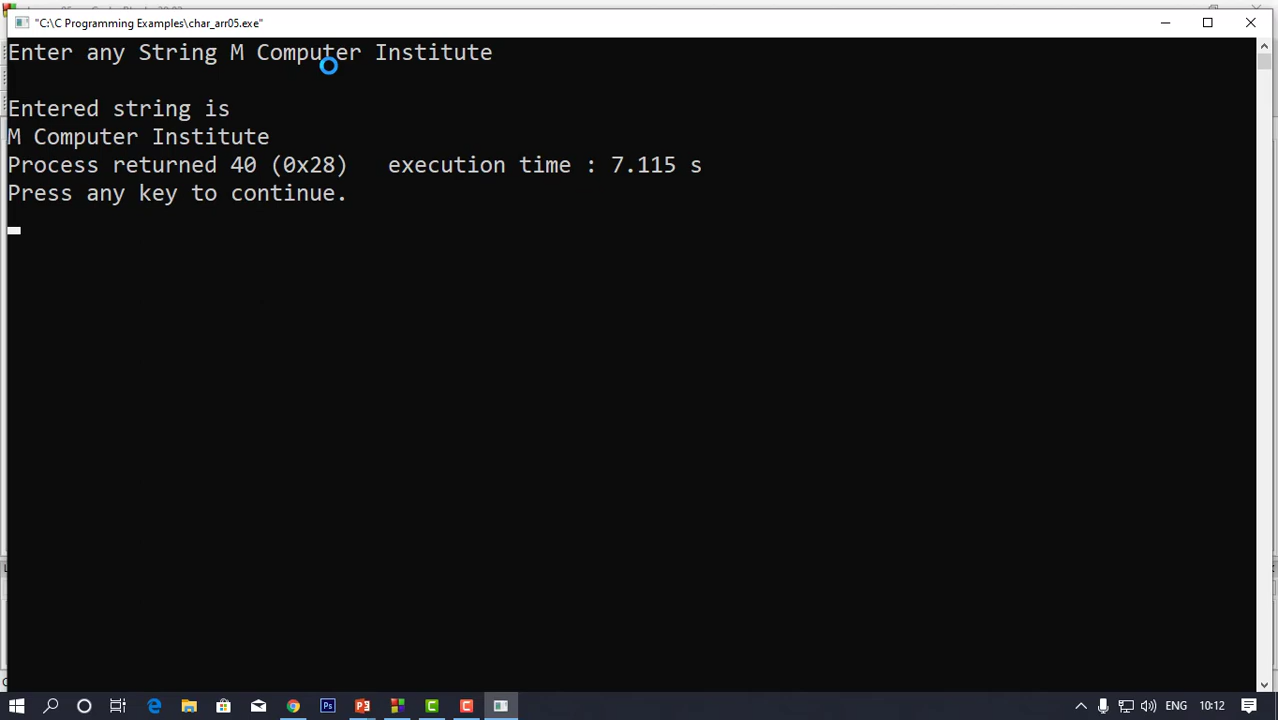 "C:\C Programming Examples\char_arr05.exe"
Enter any String M Computer Institute
Entered string is
M Computer Institute
Process returned 40 (0x28)   execution time : 7.115 s
Press any key to continue.
Ps
ENG
10:12